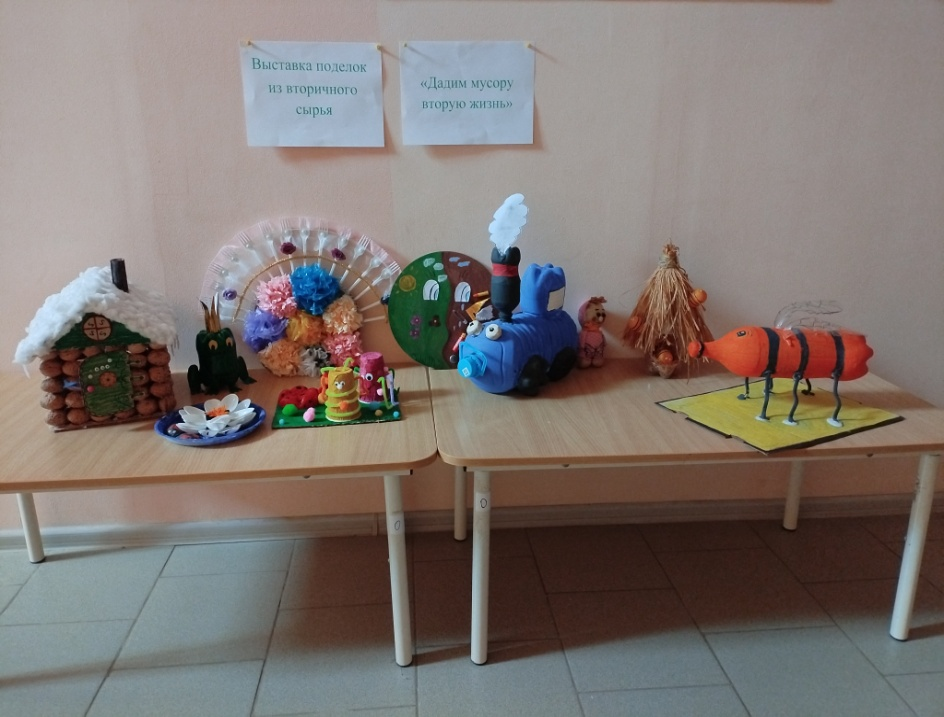 Выставка поделок
из вторичного
сырья
«Дадим мусору
вторую жизнь»